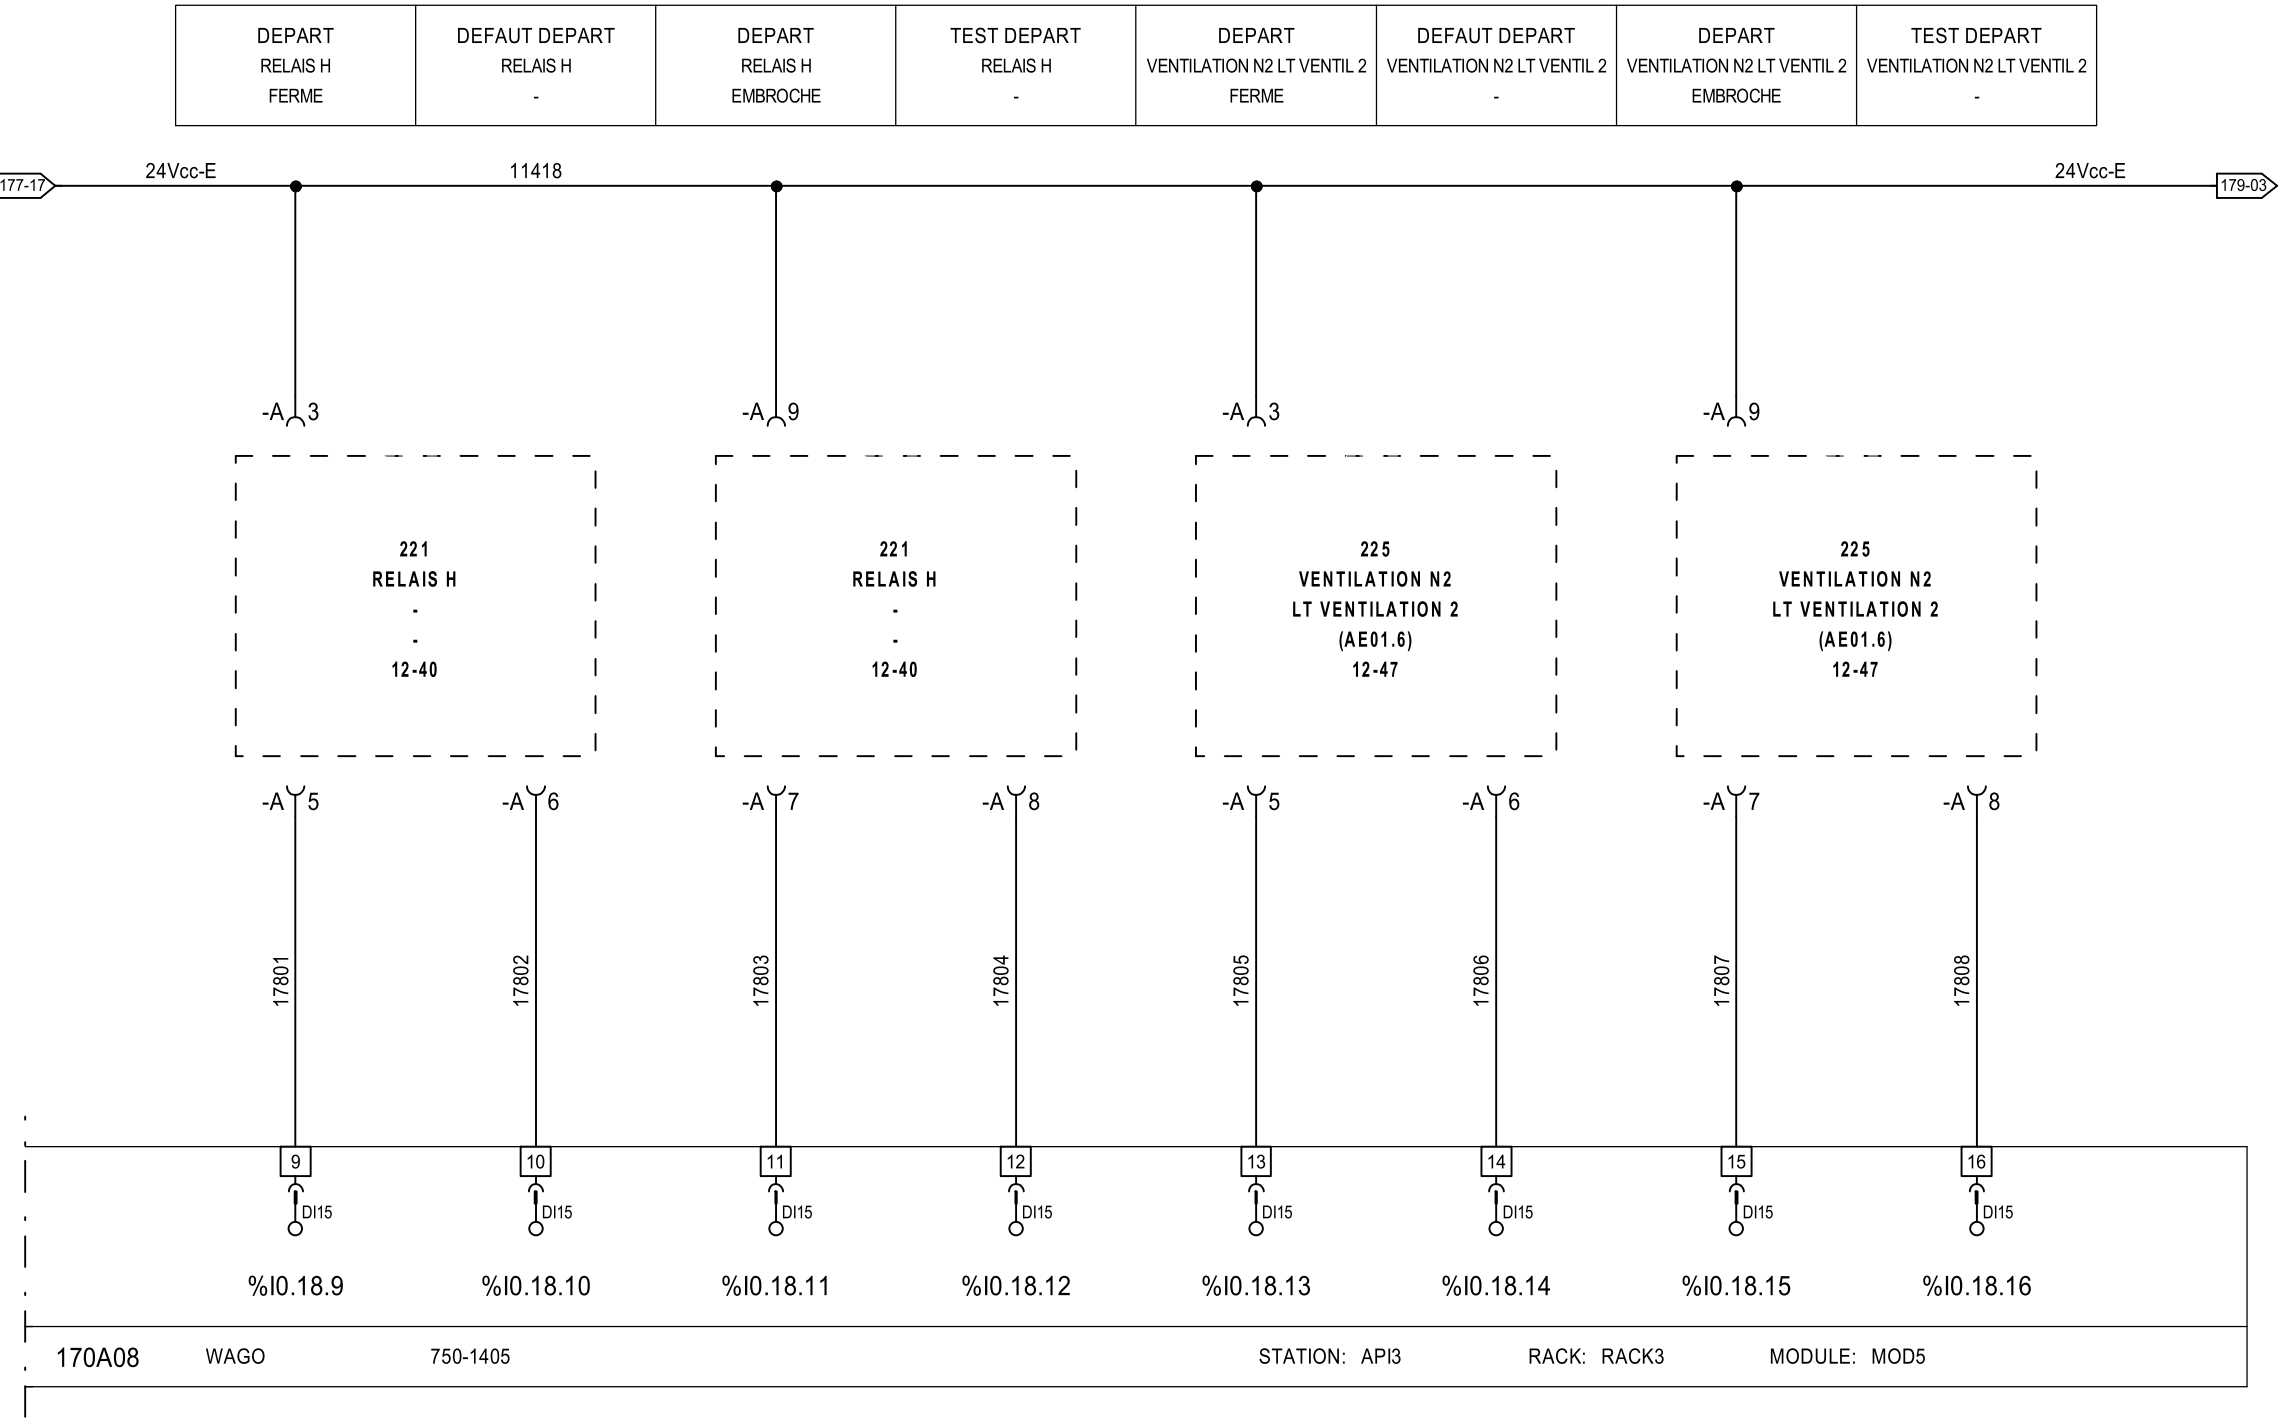 DEPART DEFAUT DEPART DEPART TEST DEPART DEPART DEFAUT DEPART DEPART TEST DEPART
RELAIS H RELAIS H RELAIS H RELAIS H VENTILATION N2 LT VENTIL 2 VENTILATION N2 LT VENTIL 2 VENTILATION N2 LT VENTIL 2 VENTILATION N2 LT VENTIL 2
FERME - EMBROCHE - FERME - EMBROCHE -
24Vcc-E 11418 24Vcc-E
177-17 179-03
-A 3 -A 9 -A 3 -A 9
221 221 225 225
RELAIS H RELAIS H VENTILATION N2 VENTILATION N2
- - LT VENTILATION 2 LT VENTILATION 2
- - (AE01.6) (AE01.6)
12-40 12-40 12-47 12-47
-A 5 -A 6 -A 7 -A 8 -A 5 -A 6 -A 7 -A 8
17801 17802 17803 17804 17805 17806 17807 17808
9 10 11 12 13 14 15 16
DI15 DI15 DI15 DI15 DI15 DI15 DI15 DI15
%I0.18.9 %I0.18.10 %I0.18.11 %I0.18.12 %I0.18.13 %I0.18.14 %I0.18.15 %I0.18.16
170A08 WAGO 750-1405 STATION: API3 RACK: RACK3 MODULE: MOD5